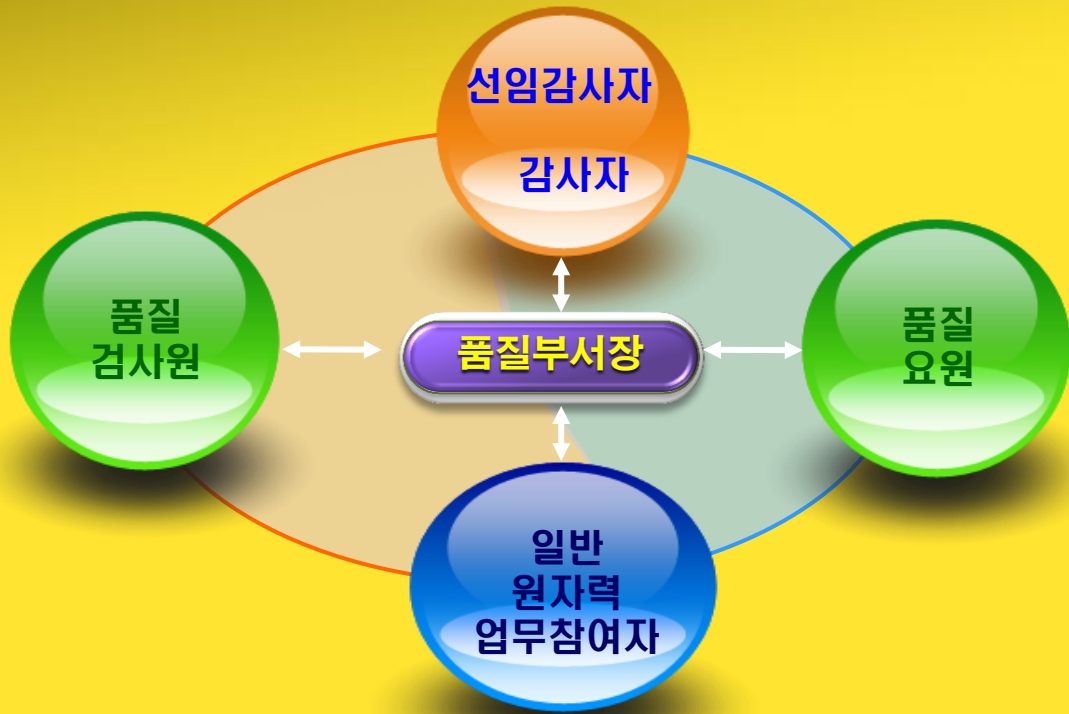 선임감사자
감사자
품질
검사원
품질부서장
품질
요원
일반
원자력
업무참여자